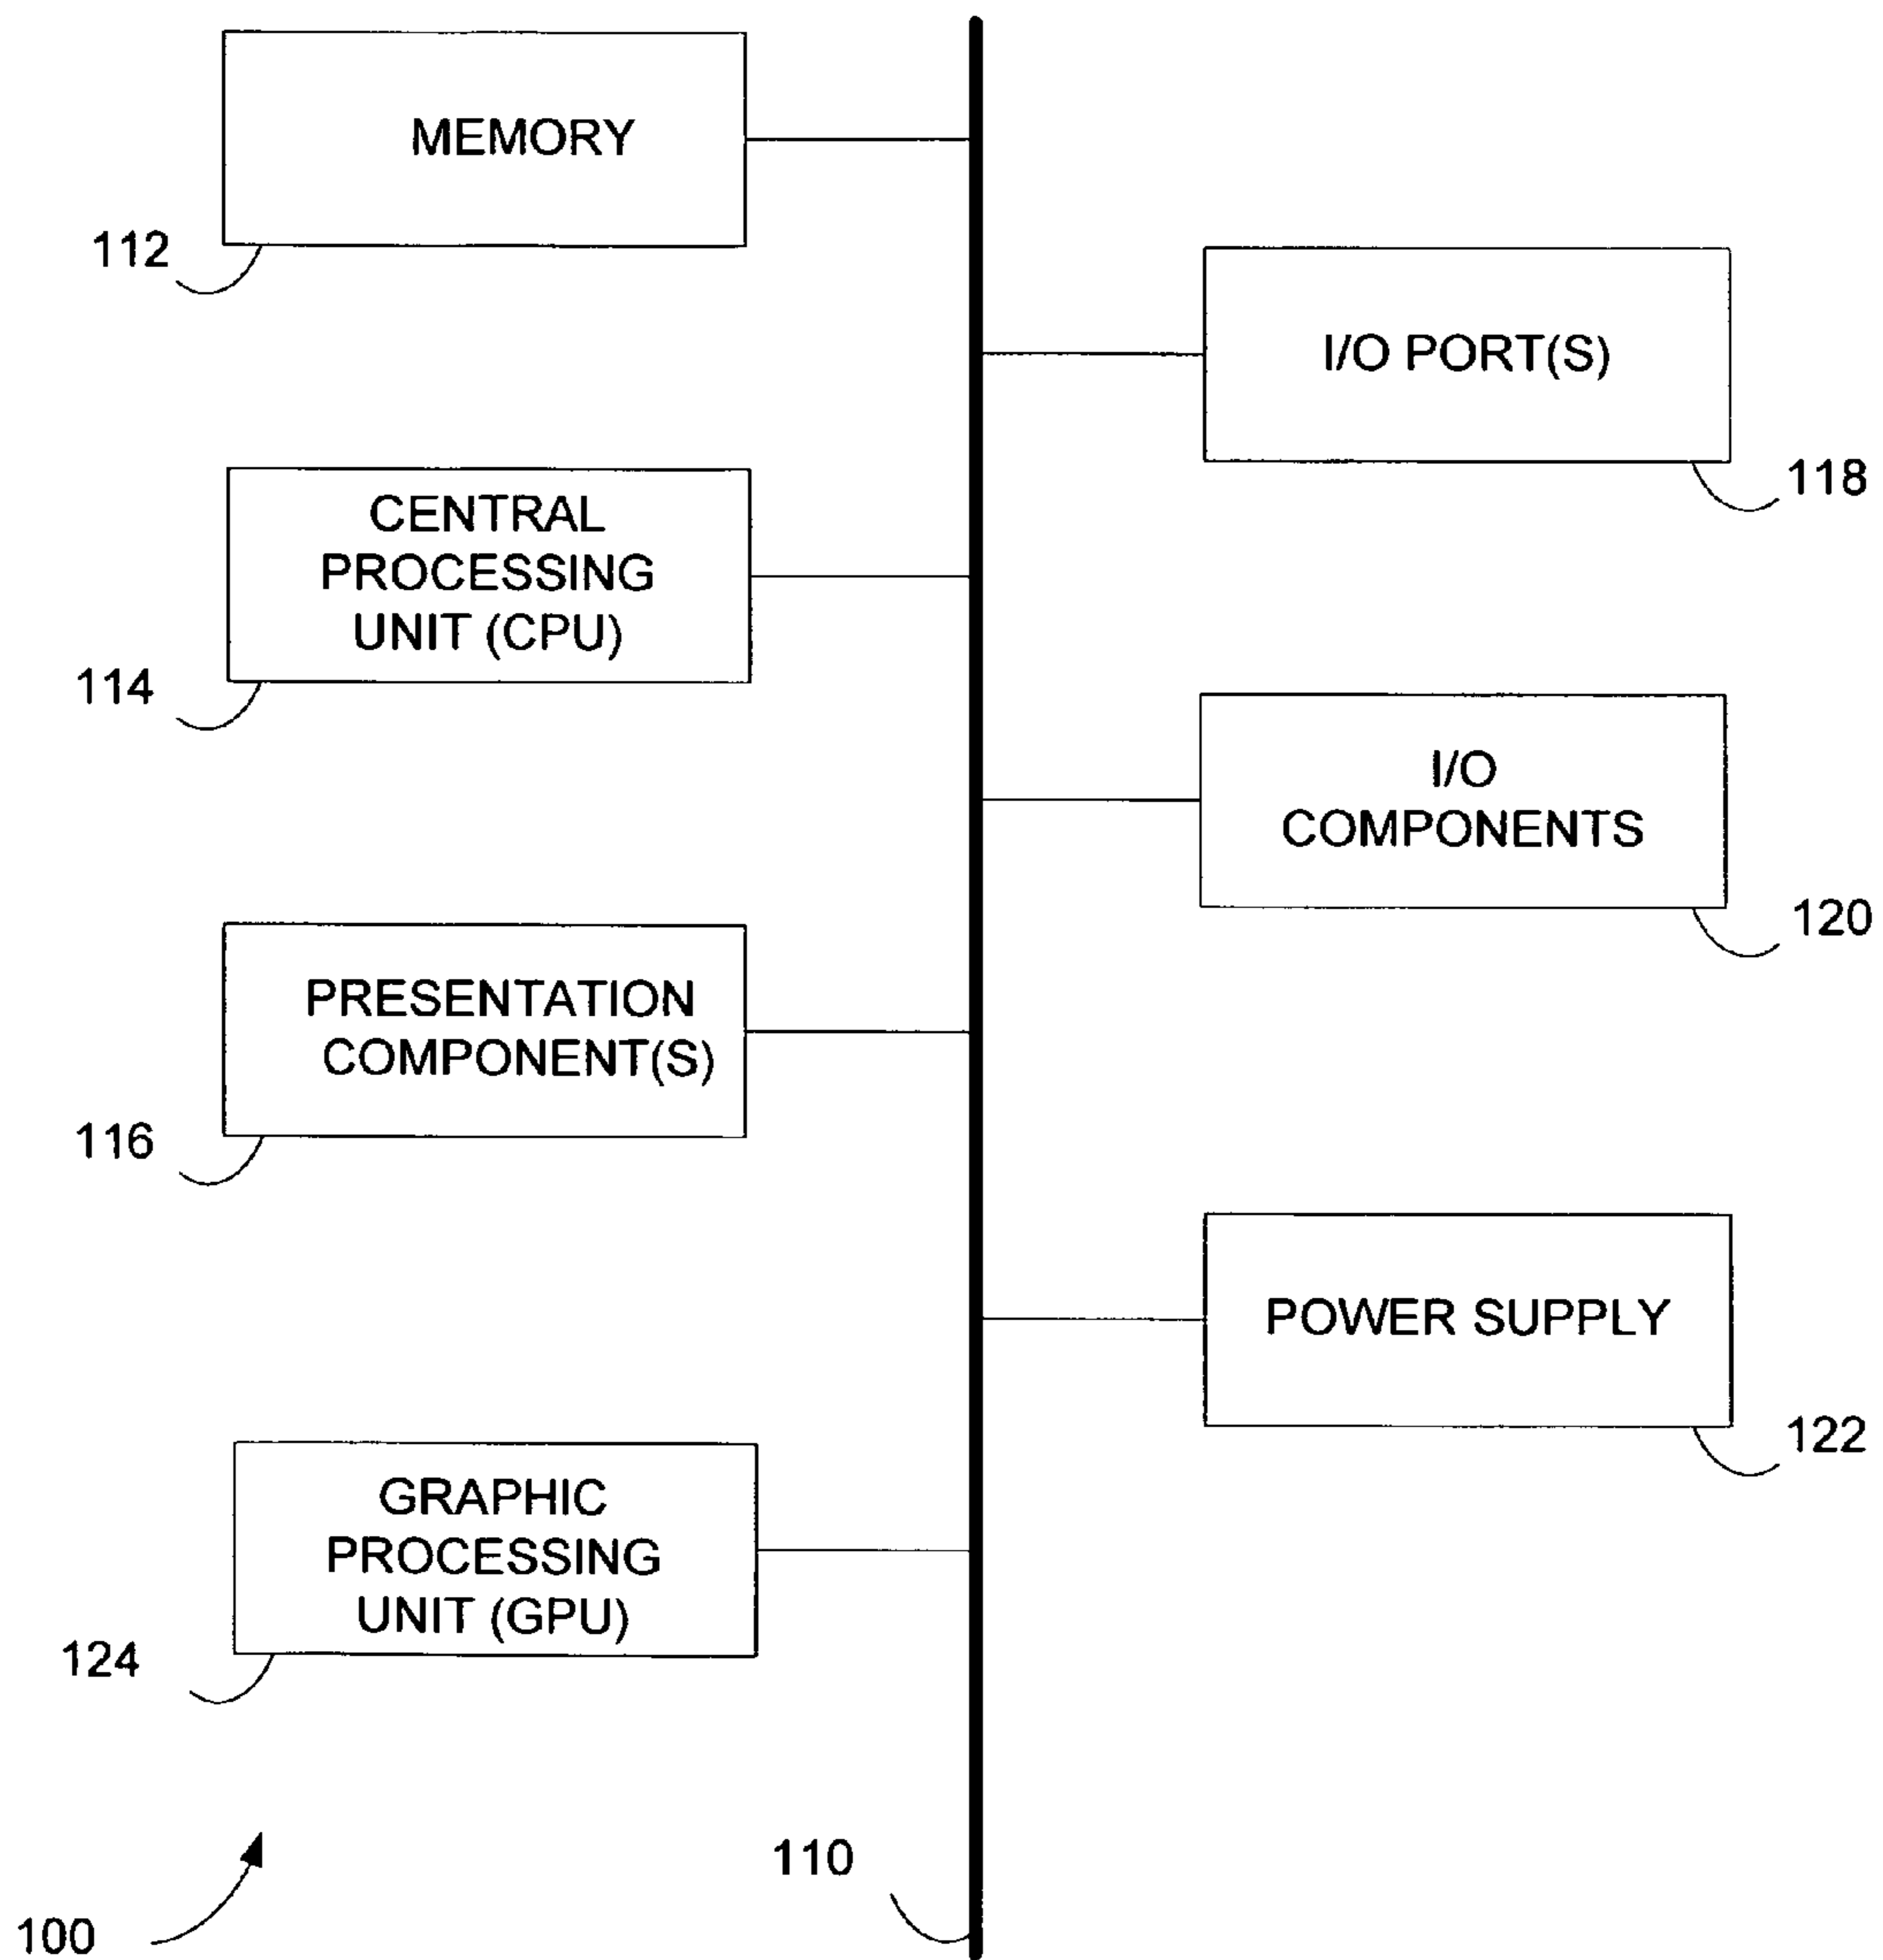 MEMORY
112
I/O PORT(S)
118
CENTRAL
PROCESSING
UNIT (CPU)
114
I/O
COMPONENTS
120
PRESENTATION
COMPONENT(S)
116
POWER SUPPLY
122
GRAPHIC
PROCESSING
UNIT (GPU)
124
110
100